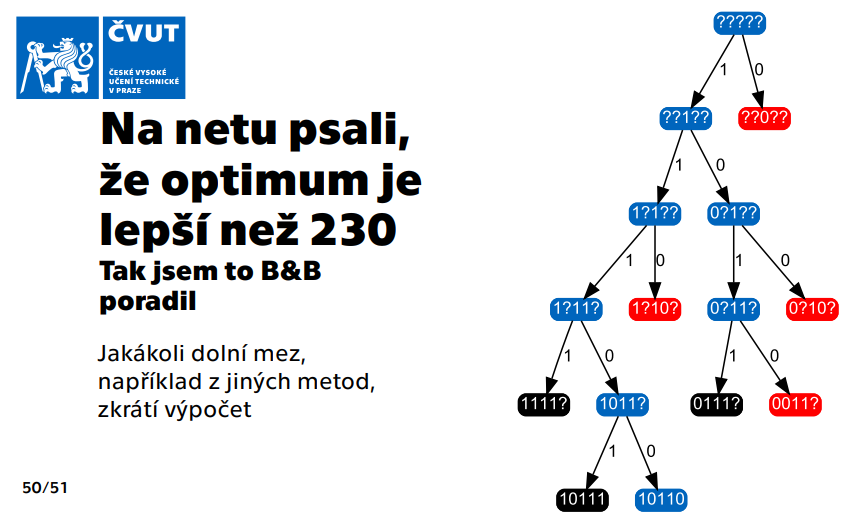 ČVUT
ČESKÉ VYSOKÉ
UČENÍ TECHNICKÉ
V PRAZE
Na netu psali,
že optimum je
lepší než 230
Tak jsem to B&B
poradil
Jakákoli dolní mez,
například z jiných metod,
zkrátí výpočet
50/51
?????
1 0
??1?? ??0??
1 0
1?1?? 0?1??
1 0 1 0
1?11? 1?10? 0?11? 0?10?
1 0 1 0
1111? 1011? 0111? 0011?
1 0
10111 10110